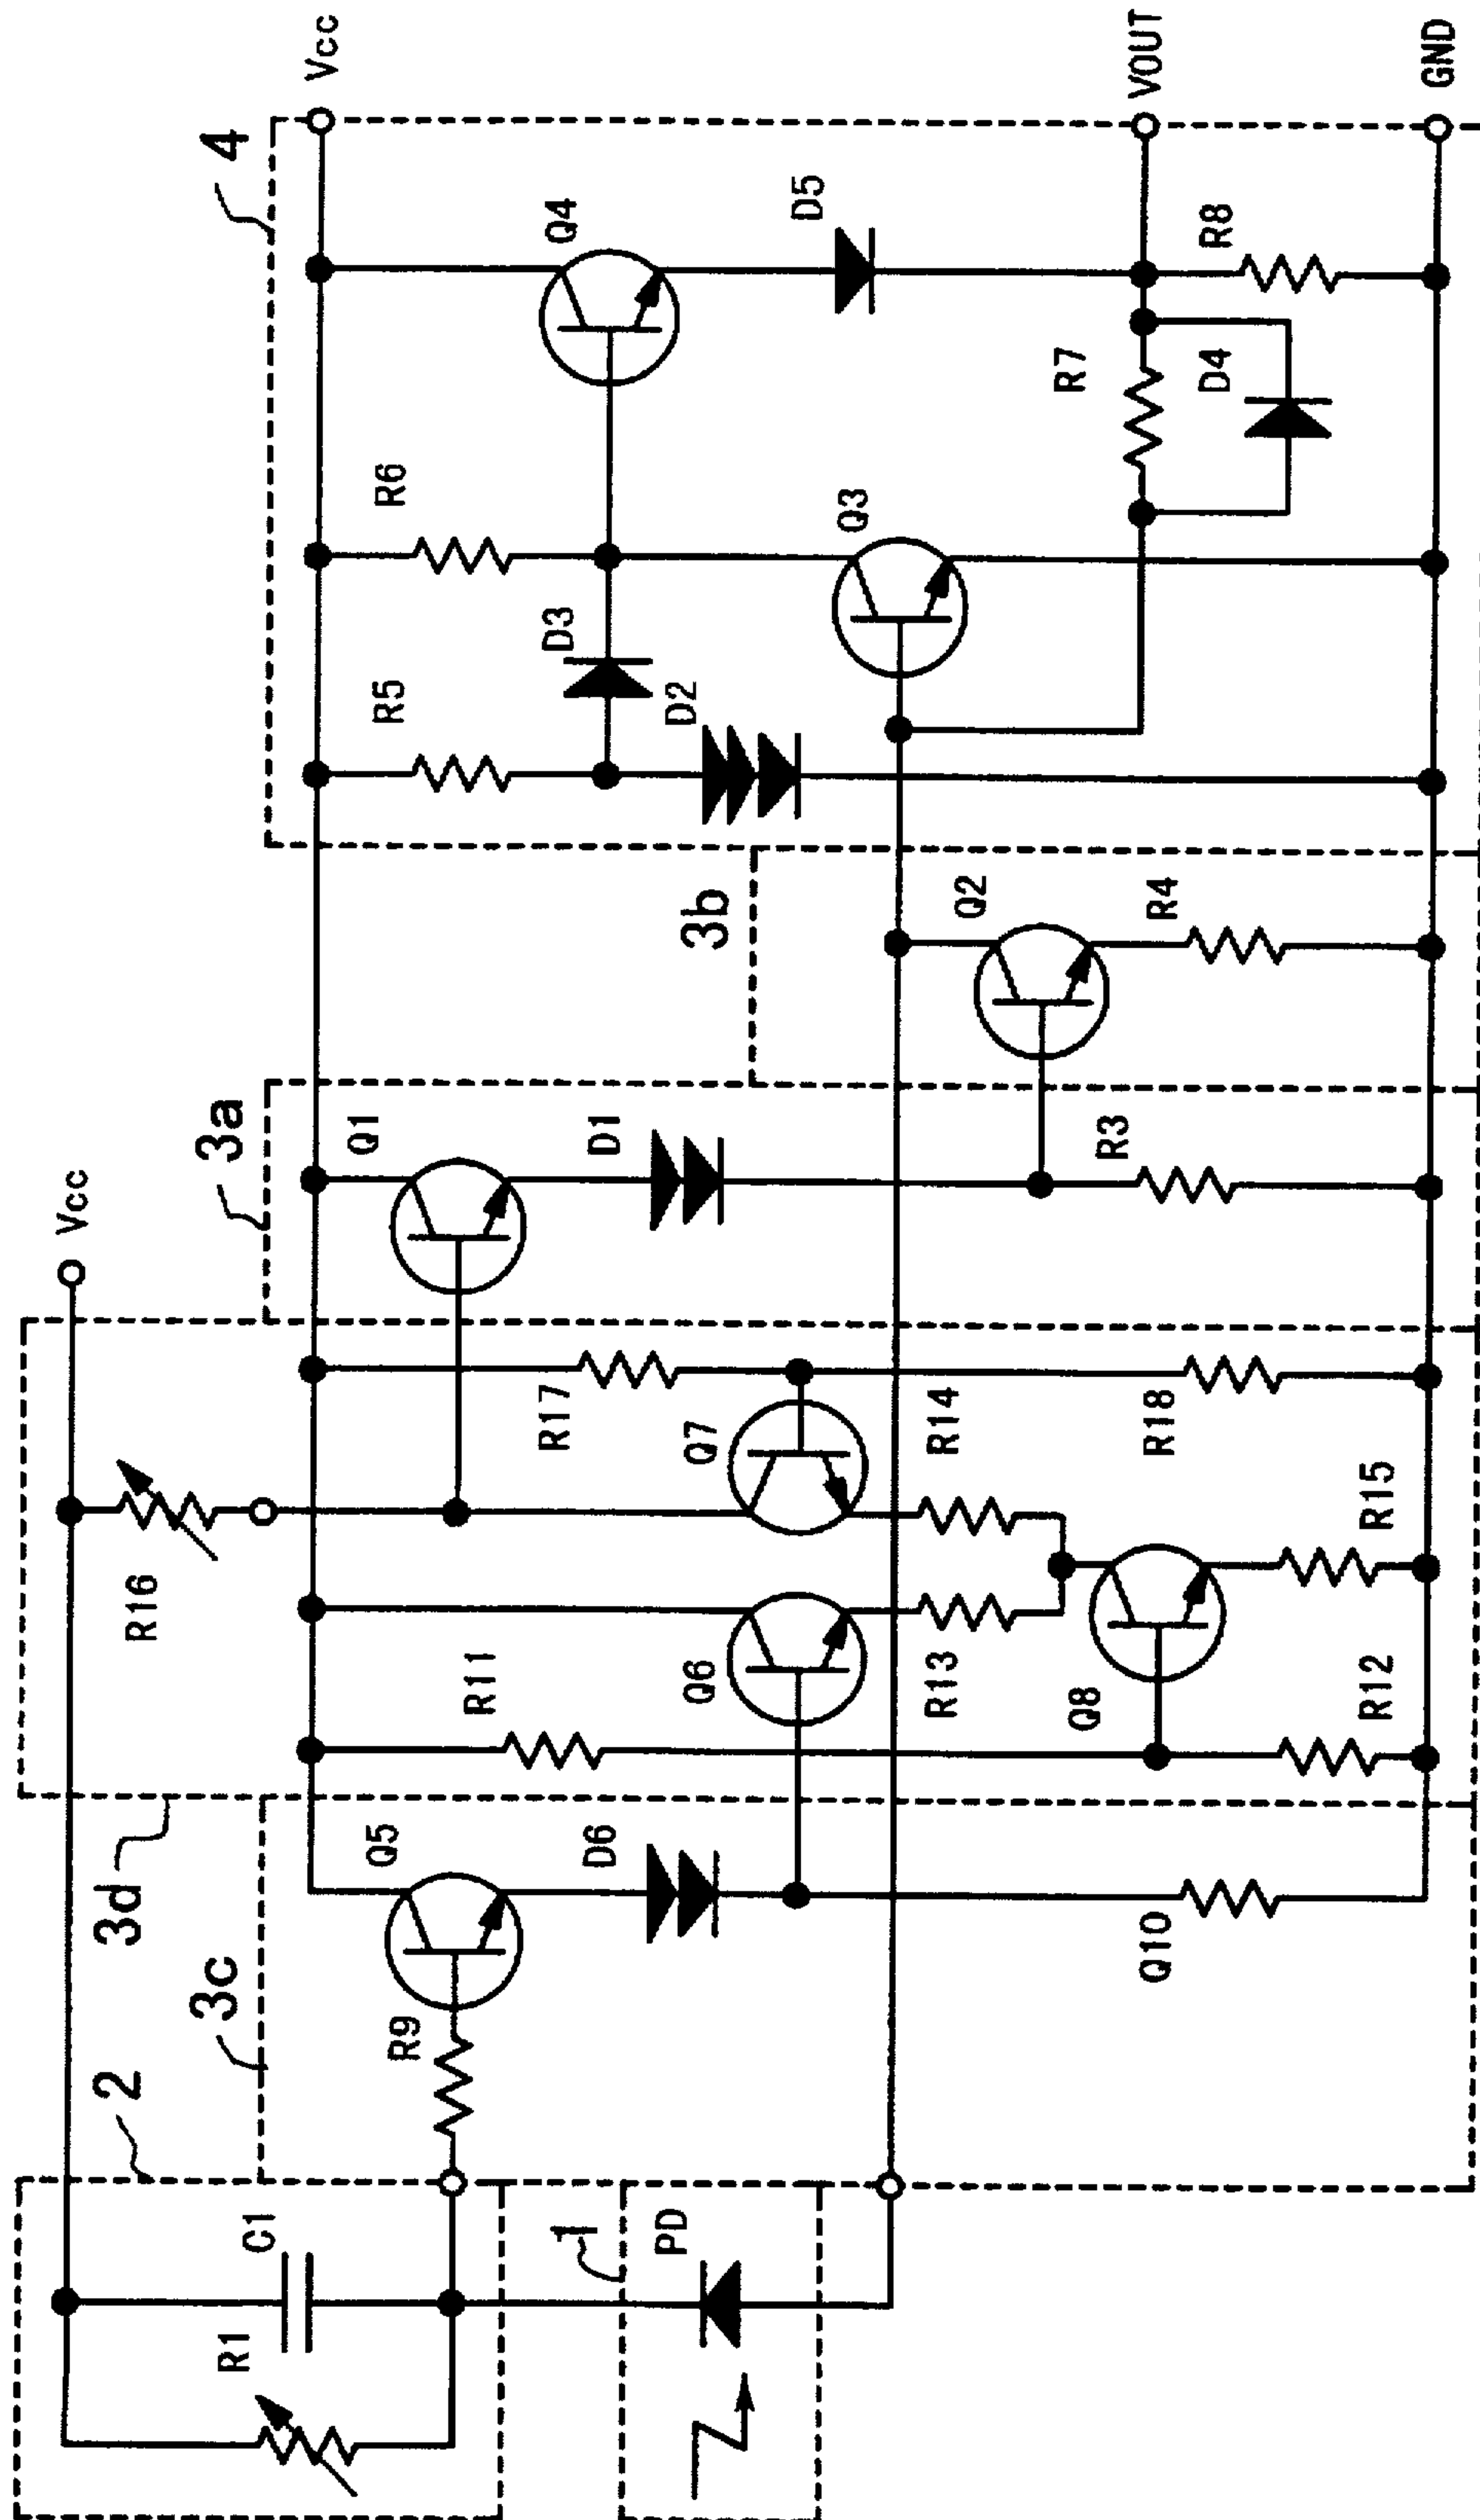 Vcc
4
Q4
D5
VOUT
R8
GND
R6
R7
D4
Q3
D3
R5
D2
3b
Q2
R4
3a
Q1
D1
R3
Vcc
R17
Q7
R14
R18
R15
R16
R11
Q6
R13
Q8
R12
3d
Q5
D6
Q10
3c
R9
2
C1
1
PD
R1